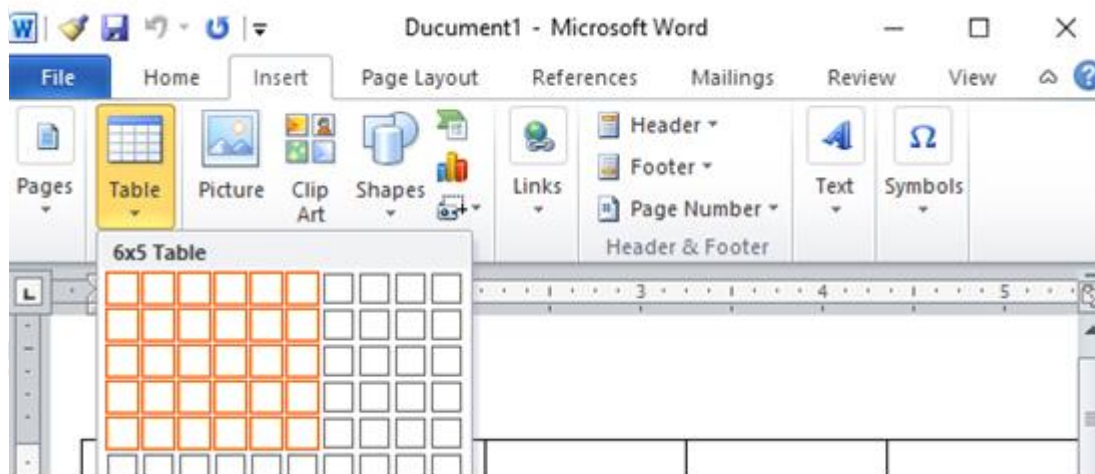 Ducument1 - Microsoft Word
File Home Insert Page Layout References Mailings Review View
Pages Table Picture Clip Art Shapes Links Header Footer Page Number Text Symbols
Header & Footer
6x5 Table
L 3 4 5